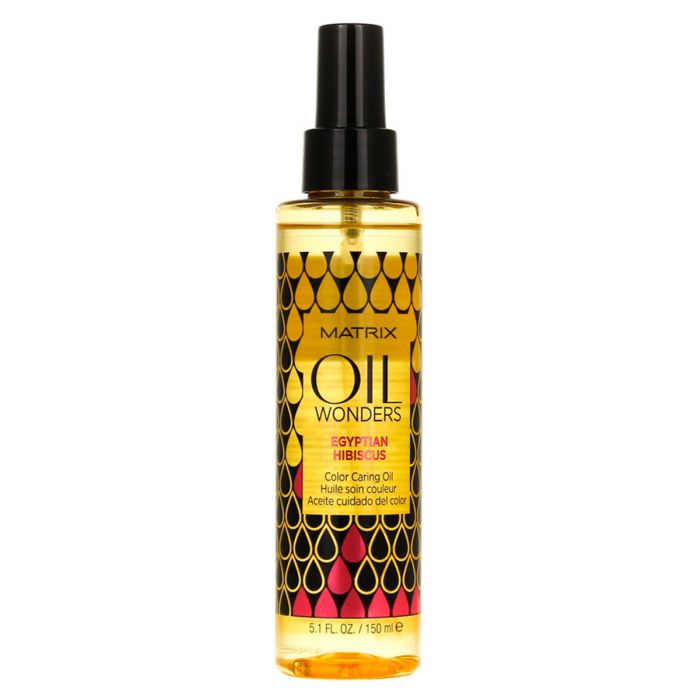 MATRIX
OIL
WONDERS
EGYPTIAN
HIBISCUS
Color Caring Oil
Huile soin couleur
Aceite cuidado del color
5.1 FL. OZ. / 150 ml ℮